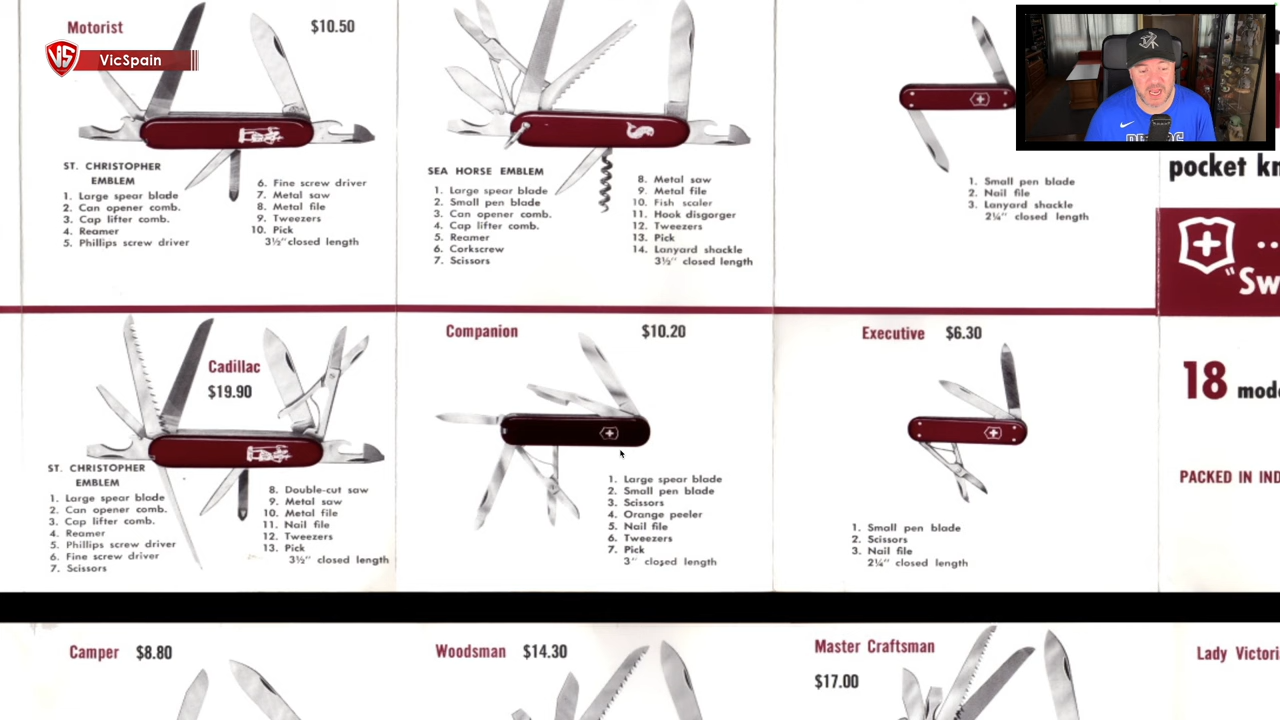 Motorist
$10.50
ViS
VicSpain
ST. CHRISTOPHER
EMBLEM
1. Large spear blade
2. Can opener comb.
3. Cap lifter comb.
4. Reamer
5. Phillips screw driver
6. Fine screw driver
7. Metal saw
8. Metal file
9. Tweezers
10. Pick
3½" closed length
SEA HORSE EMBLEM
1. Large spear blade
2. Small pen blade
3. Can opener comb.
4. Cap lifter comb.
5. Reamer
6. Corkscrew
7. Scissors
8. Metal saw
9. Metal file
10. Fish scaler
11. Hook disgorger
12. Tweezers
13. Pick
14. Lanyard shackle
3½" closed length
1. Small pen blade
2. Nail file
3. Lanyard shackle
2¼" closed length
pocket kn
"Sw
Cadillac
$19.90
ST. CHRISTOPHER
EMBLEM
1. Large spear blade
2. Can opener comb.
3. Cap lifter comb.
4. Reamer
5. Phillips screw driver
6. Fine screw driver
7. Scissors
8. Double-cut saw
9. Metal saw
10. Metal file
11. Nail file
12. Tweezers
13. Pick
3½" closed length
Companion
$10.20
1. Large spear blade
2. Small pen blade
3. Scissors
4. Orange peeler
5. Nail file
6. Tweezers
7. Pick
3" closed length
Executive $6.30
1. Small pen blade
2. Scissors
3. Nail file
2¼" closed length
18 mode
PACKED IN IND
Camper $8.80
Woodsman $14.30
Master Craftsman
$17.00
Lady Victori